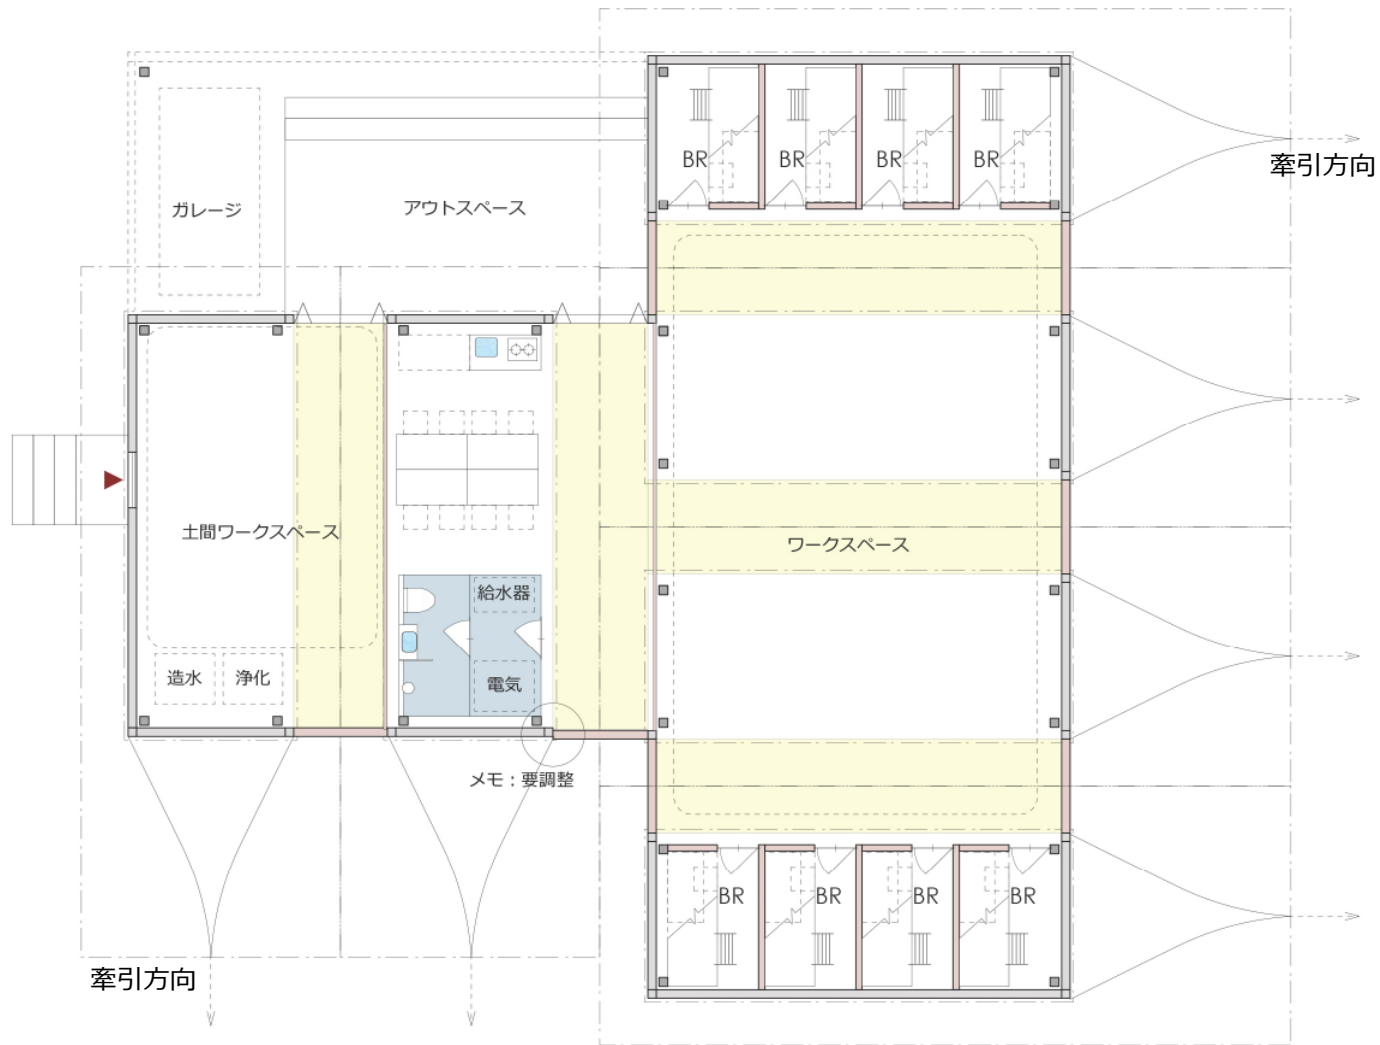 BR
BR
BR
BR
牽引方向
ガレージ
アウトスペース
土間ワークスペース
ワークスペース
給水器
造水
浄化
電気
メモ：要調整
BR
BR
BR
BR
牽引方向